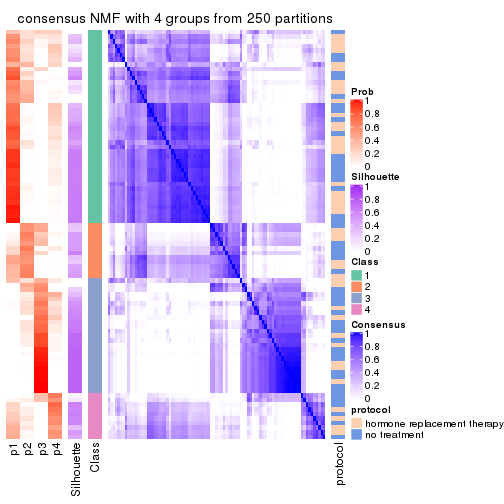 consensus NMF with 4 groups from 250 partitions
Prob
1
0.8
0.6
0.4
0.2
0
Silhouette
1
0.8
0.6
0.4
0.2
0
Class
1
2
3
4
Consensus
1
0.8
0.6
0.4
0.2
0
protocol
hormone replacement therapy
no treatment
p1
p2
p3
p4
Silhouette
Class
protocol